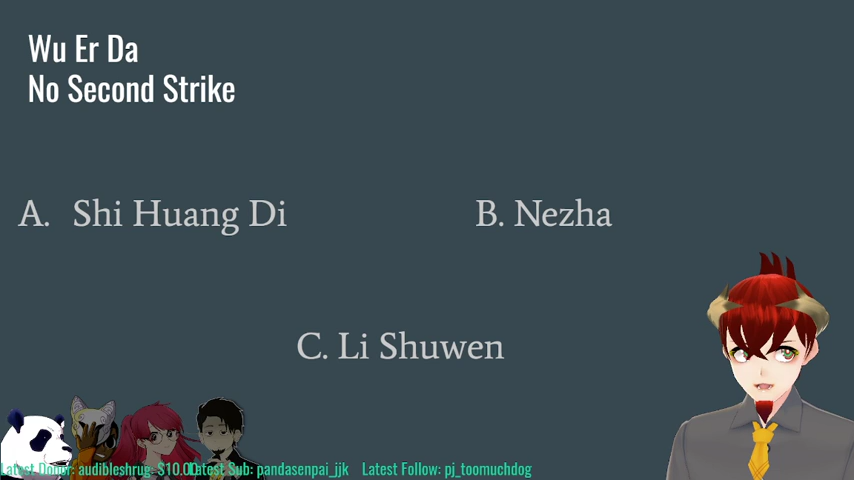 Wu Er Da
No Second Strike
A. Shi Huang Di
B. Nezha
C. Li Shuwen
Latest Donor: audibleshrug: $10.00
Latest Sub: pandasenpai_jjk
Latest Follow: pj_toomuchdog